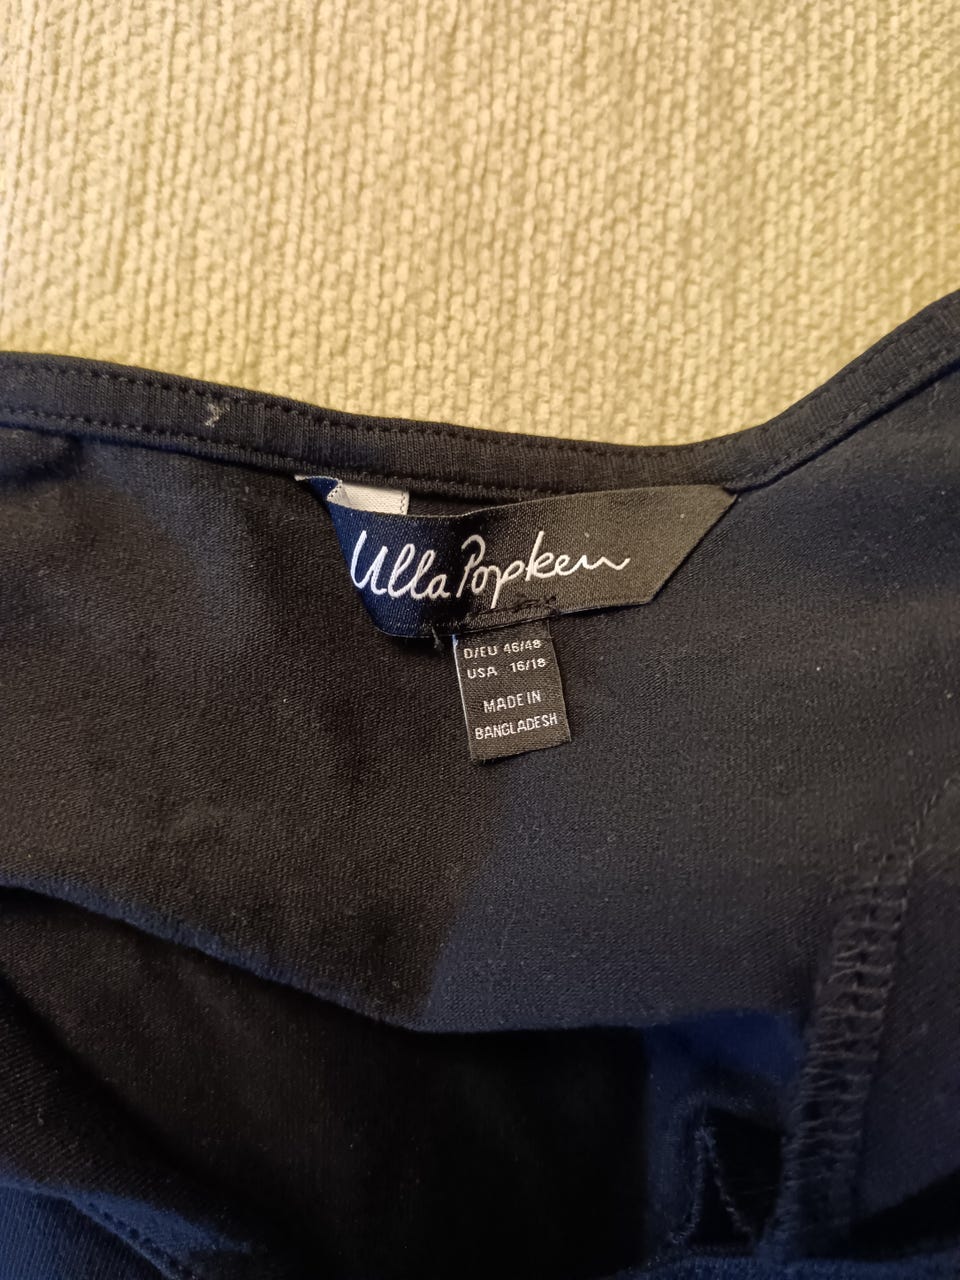 Ulla Popken
D/EU 46/48
USA 16/18
MADE IN
BANGLADESH